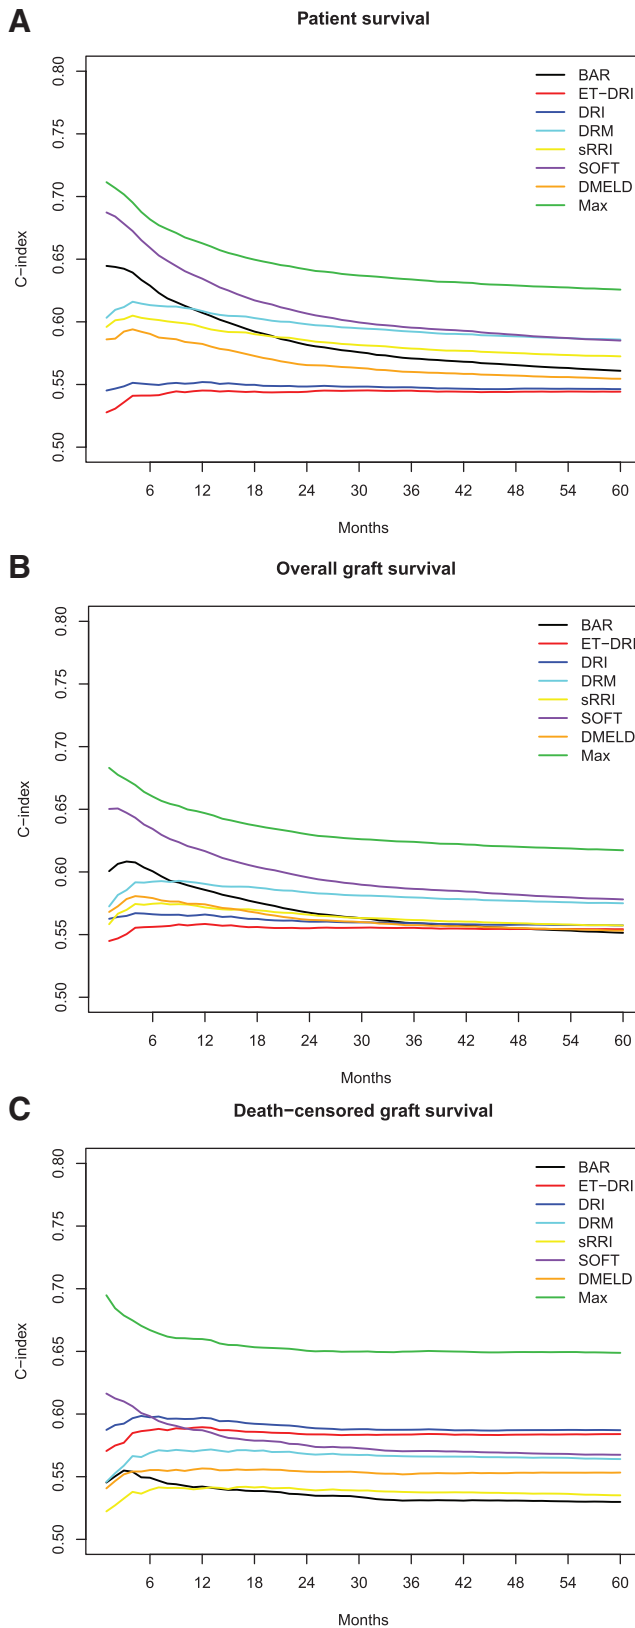 A
Patient survival
0.80
0.75
0.70
0.65
0.60
0.55
0.50
C−index
BAR
ET−DRI
DRI
DRM
sRRI
SOFT
DMELD
Max
6 12 18 24 30 36 42 48 54 60
Months
B
Overall graft survival
0.80
0.75
0.70
0.65
0.60
0.55
0.50
C−index
BAR
ET−DRI
DRI
DRM
sRRI
SOFT
DMELD
Max
6 12 18 24 30 36 42 48 54 60
Months
C
Death−censored graft survival
0.80
0.75
0.70
0.65
0.60
0.55
0.50
C−index
BAR
ET−DRI
DRI
DRM
sRRI
SOFT
DMELD
Max
6 12 18 24 30 36 42 48 54 60
Months